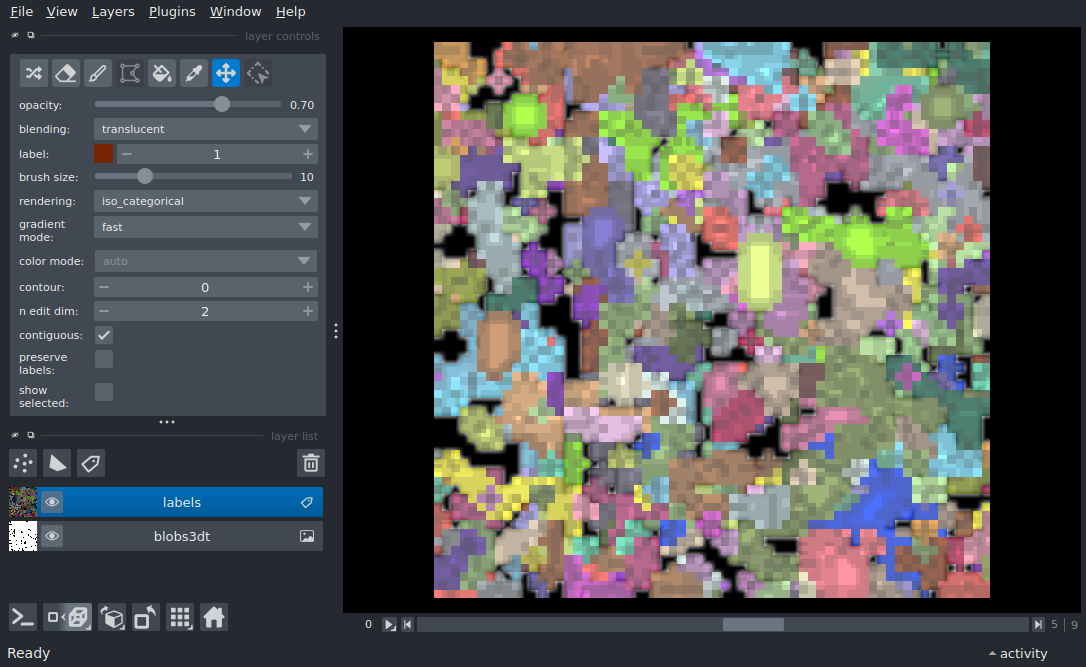 File View Layers Plugins Window Help
layer controls
opacity: 0.70
blending: translucent
label: 1
brush size: 10
rendering: iso_categorical
gradient
mode: fast
color mode: auto
contour: 0
n edit dim: 2
contiguous:
preserve
labels:
show
selected:
layer list
labels
blobs3dt
0 5 | 9
Ready activity